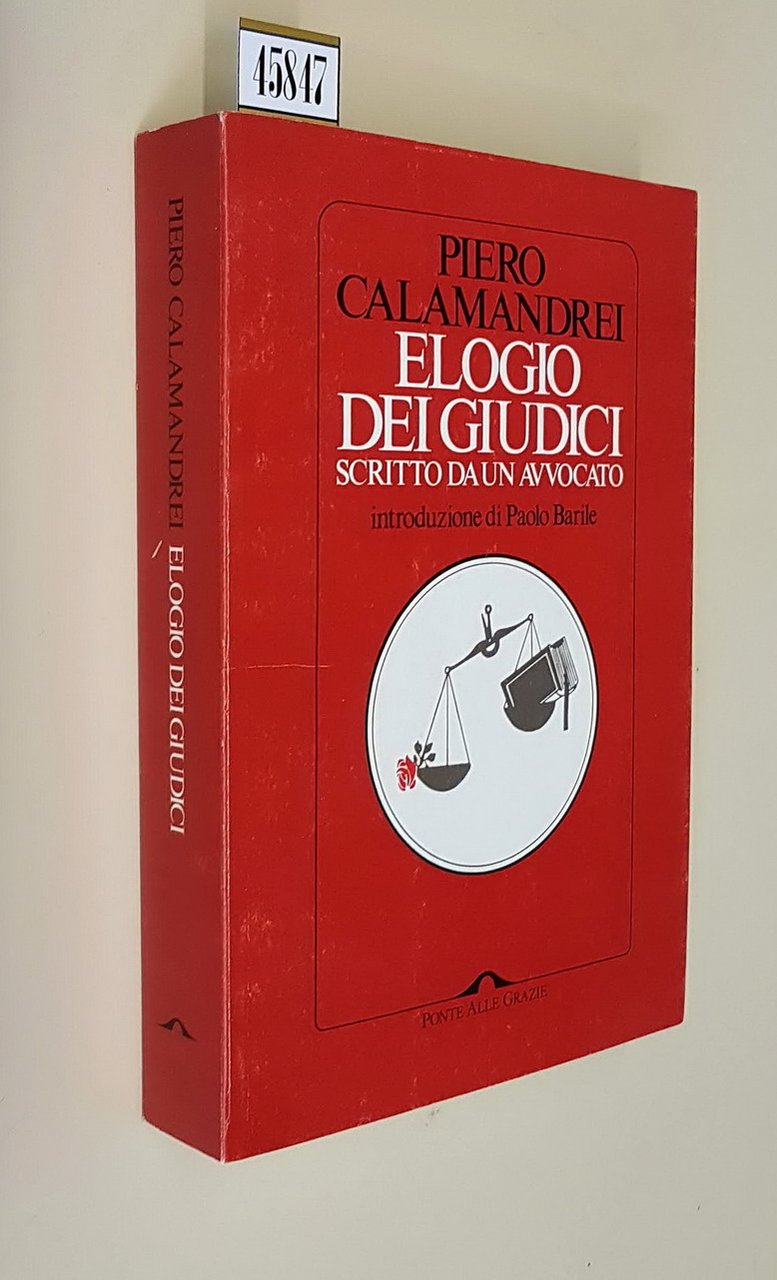 45847
PIERO CALAMANDREI ELOGIO DEI GIUDICI
PIERO
CALAMANDREI
ELOGIO
DEI GIUDICI
SCRITTO DA UN AVVOCATO
introduzione di Paolo Barile
PONTE ALLE GRAZIE